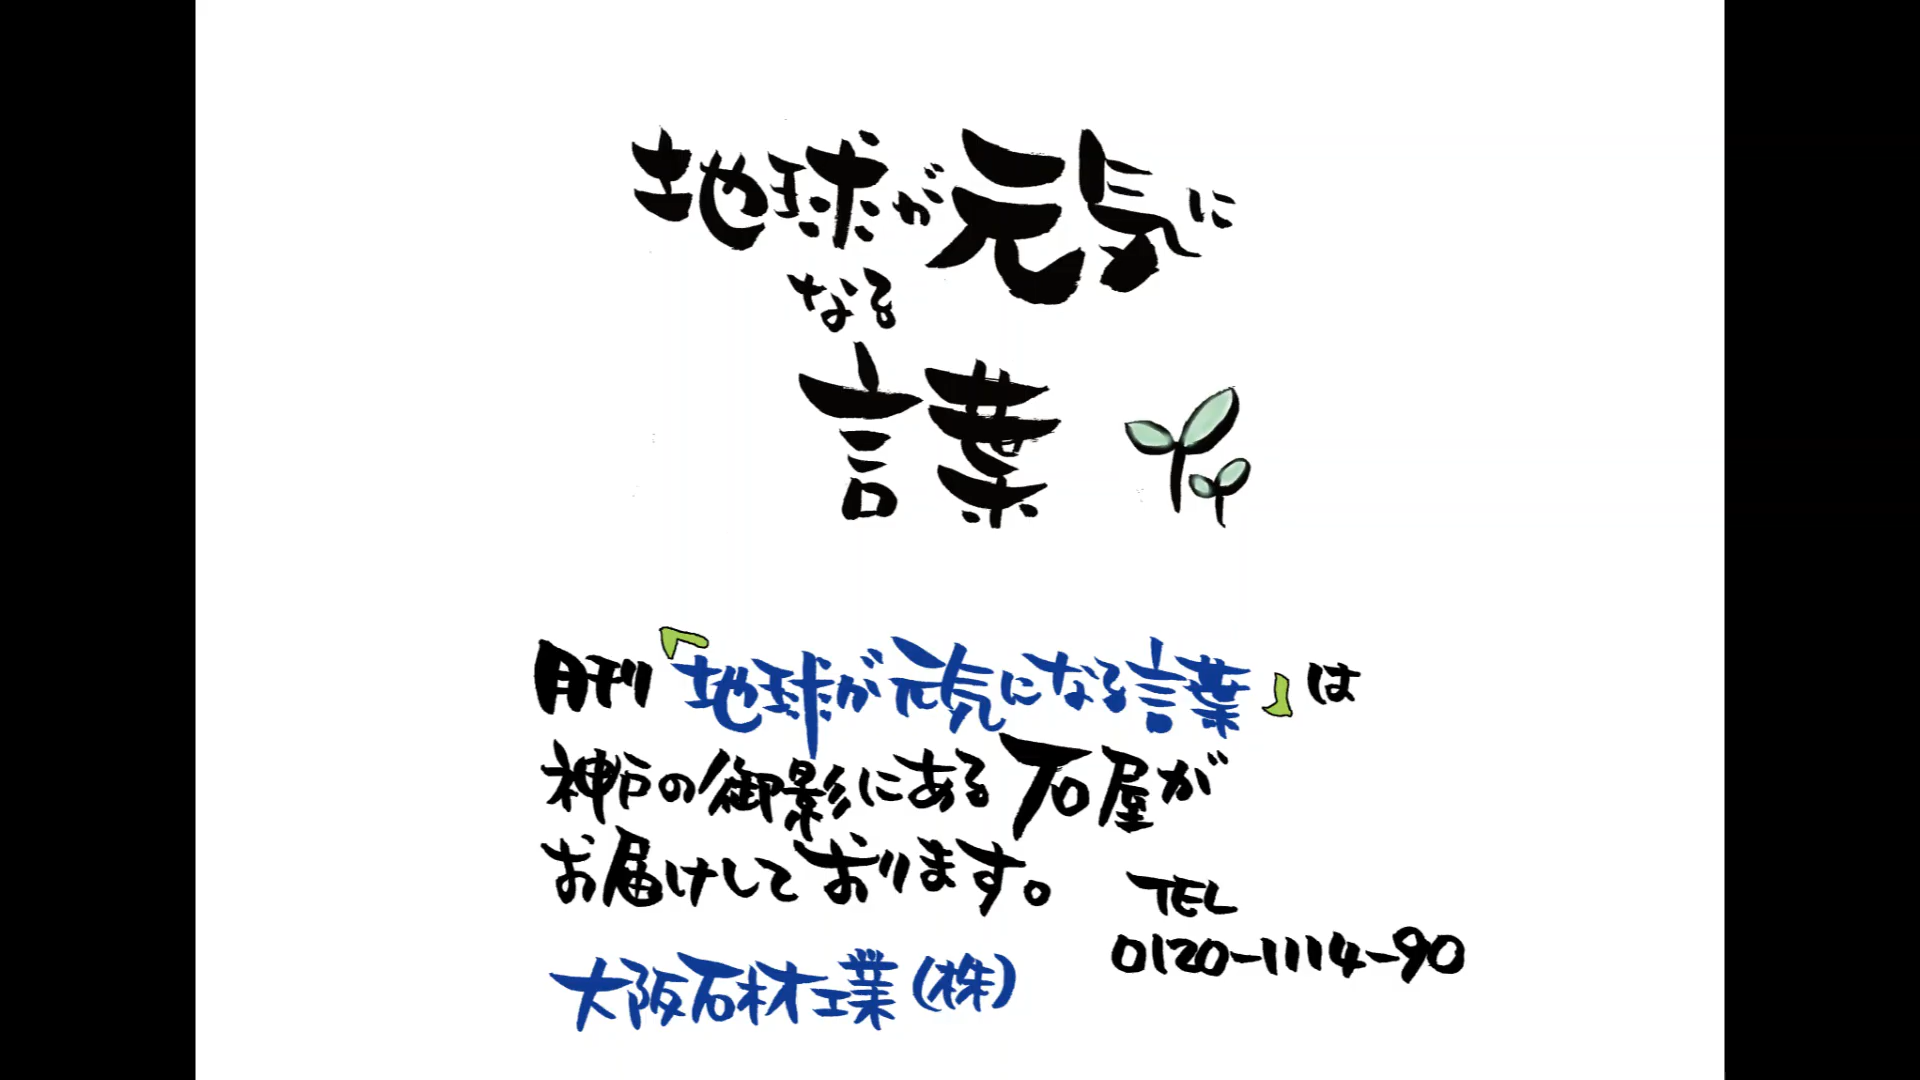 地球が元気に
なる
言葉
月刊『地球が元気になる言葉』は
神戸の御影にある石屋が
お届けしております。
TEL
0120-1114-90
大阪石材工業(株)